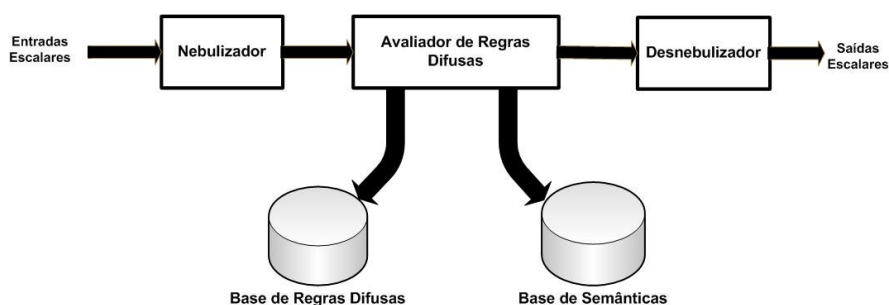 Entradas
Escalares
Nebulizador
Avaliador de Regras
Difusas
Desnebulizador
Saídas
Escalares
Base de Regras Difusas
Base de Semânticas